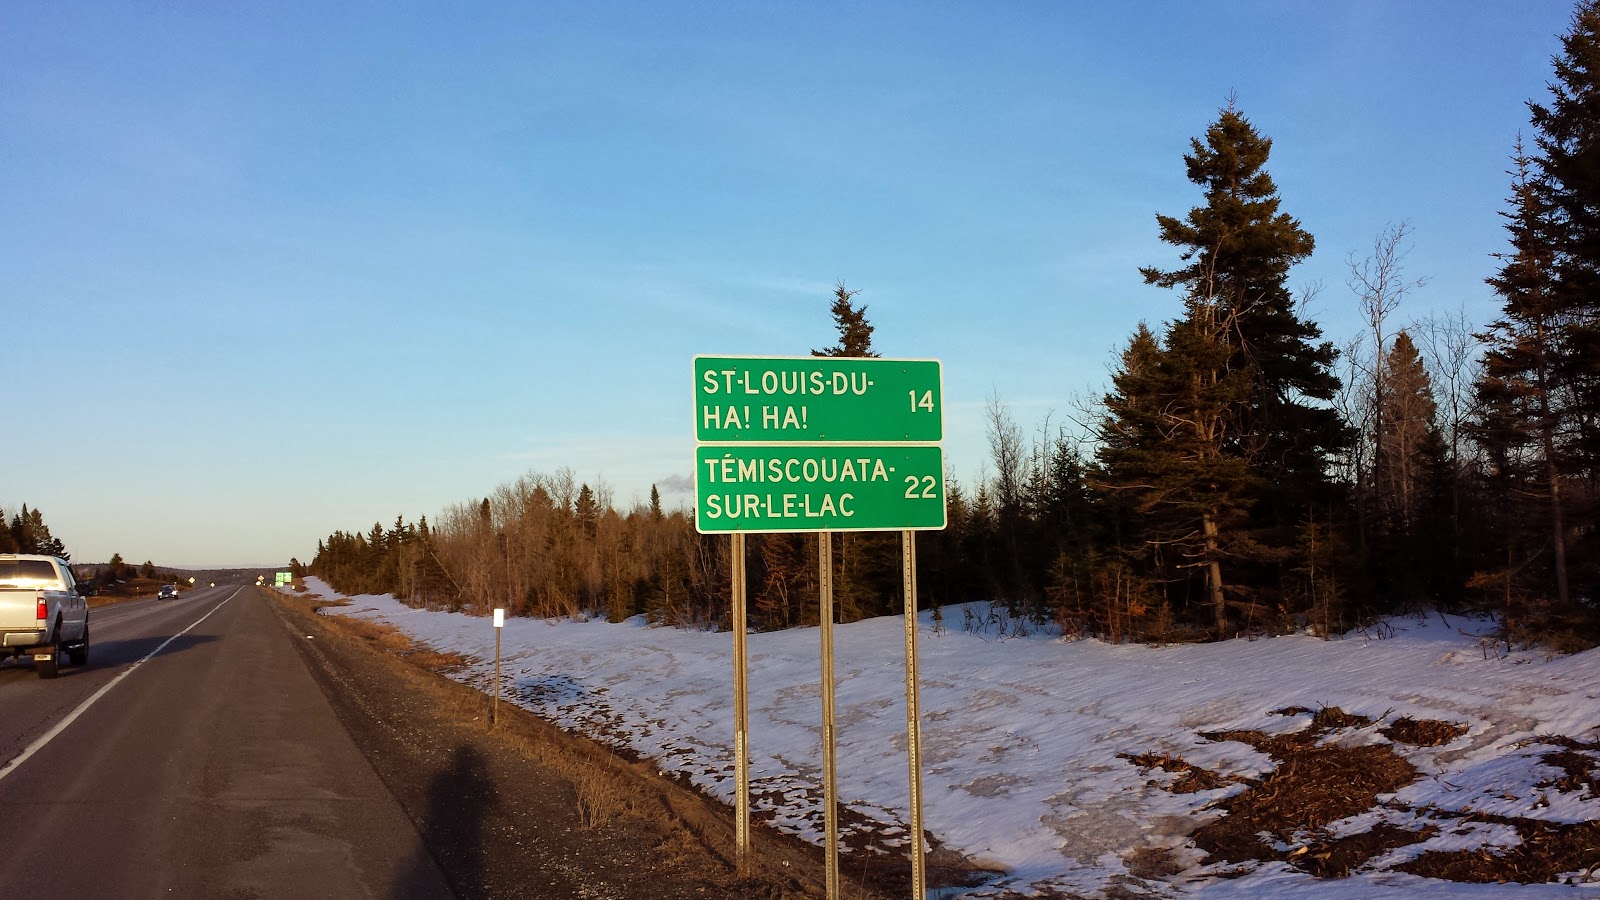 ST-LOUIS-DU-
HA! HA! 14
TÉMISCOUATA-
SUR-LE-LAC 22